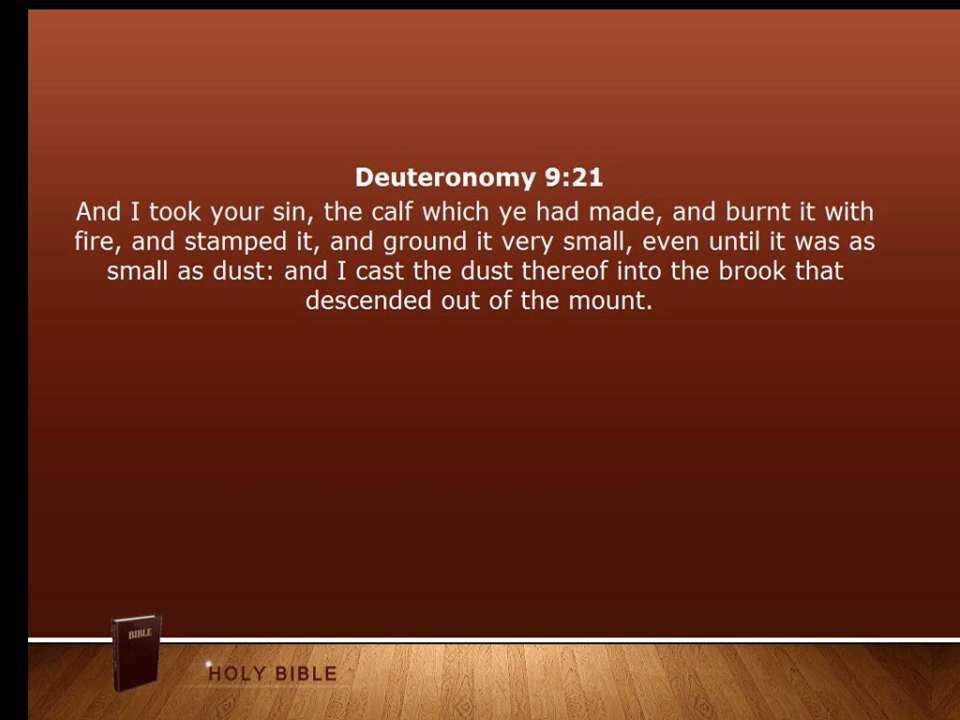 Deuteronomy 9:21
And I took your sin, the calf which ye had made, and burnt it with
fire, and stamped it, and ground it very small, even until it was as
small as dust: and I cast the dust thereof into the brook that
descended out of the mount.
BIBLE
HOLY BIBLE